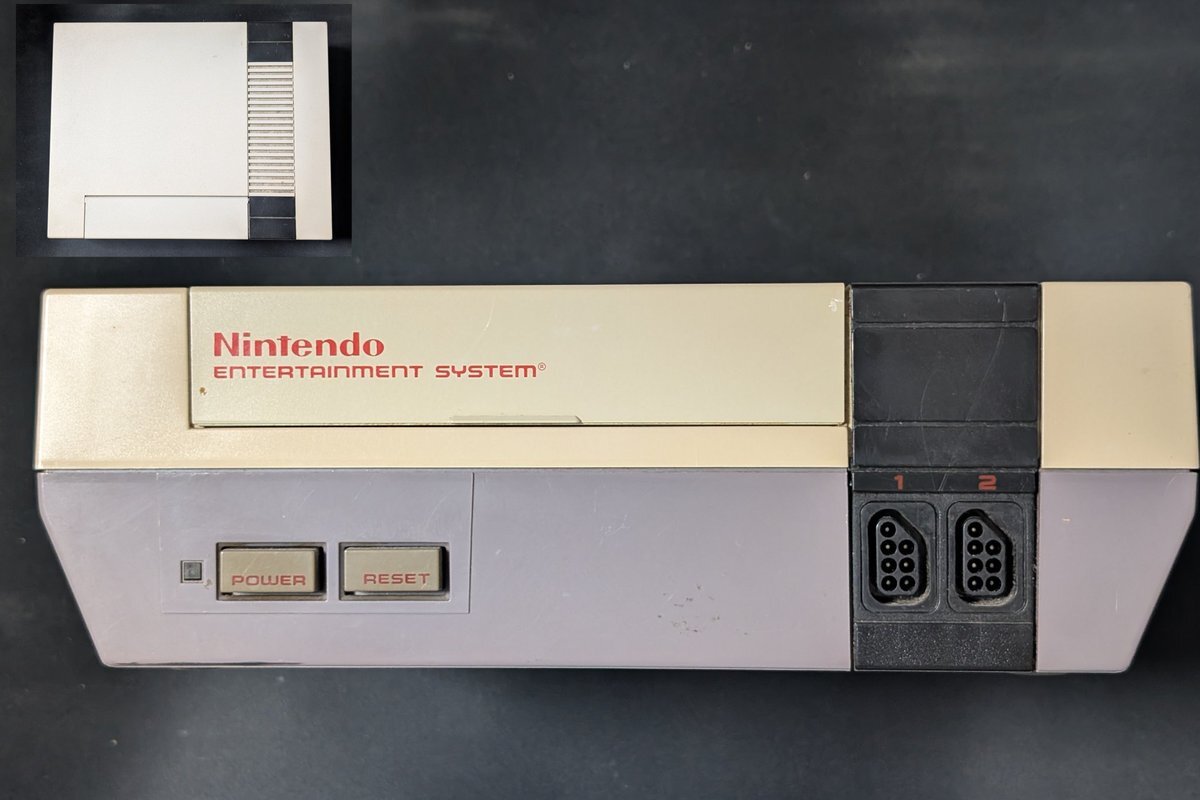 Nintendo
ENTERTAINMENT SYSTEM®
1 2
POWER RESET